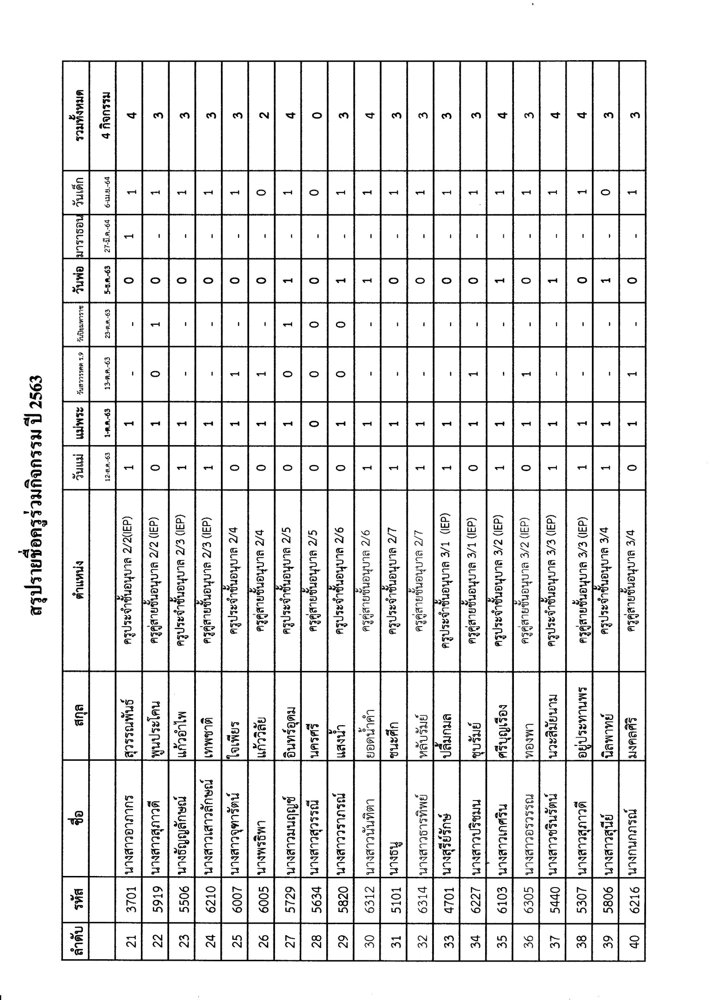 สรุปรายชื่อครูร่วมกิจกรรม ปี 2563
ลำดับ รหัส ชื่อ สกุล ตำแหน่ง วันแม่ แม่พระ วันสวรรคต ร.9 วันปิยมหาราช วันพ่อ มาราธอน วันเด็ก รวมทั้งหมด
12-ส.ค.-63 1-ต.ค.-63 13-ต.ค.-63 23-ต.ค.-63 5-ธ.ค.-63 27-มี.ค.-64 6-เม.ย.-64 4 กิจกรรม
21 3701 นางสาวอาภากร สุวรรณพันธ์ ครูประจำชั้นอนุบาล 2/2(IEP) 1 1 - - 0 1 1 4
22 5919 นางสาวสุภาวดี พูนประโคน ครูคู่สายชั้นอนุบาล 2/2 (IEP) 0 1 0 1 0 - 1 3
23 5506 นางธัญญลักษณ์ แก้วอำไพ ครูประจำชั้นอนุบาล 2/3 (IEP) 1 1 - - 0 - 1 3
24 6210 นางสาวเสาวลักษณ์ เทพชาติ ครูคู่สายชั้นอนุบาล 2/3 (IEP) 1 1 - - 0 - 1 3
25 6007 นางสาวจุฑารัตน์ ใจเพียร ครูประจำชั้นอนุบาล 2/4 0 1 1 - 0 - 1 3
26 6005 นางพรธิพา แก้ววิลัย ครูคู่สายชั้นอนุบาล 2/4 0 1 1 - 0 - 0 2
27 5729 นางสาวมนฤญช์ อินทร์อุดม ครูประจำชั้นอนุบาล 2/5 0 1 0 1 1 - 1 4
28 5634 นางสาวสุวรรณี นครศรี ครูคู่สายชั้นอนุบาล 2/5 0 0 0 0 0 - 0 0
29 5820 นางสาววราภรณ์ แสงน้ำ ครูประจำชั้นอนุบาล 2/6 0 1 0 0 1 - 1 3
30 6312 นางสาวนันทิตา ยอดน้ำคำ ครูคู่สายชั้นอนุบาล 2/6 1 1 - - 1 - 1 4
31 5101 นางธนู ชนะศึก ครูประจำชั้นอนุบาล 2/7 1 1 - - 0 - 1 3
32 6314 นางสาวธารทิพย์ หลับรัมย์ ครูคู่สายชั้นอนุบาล 2/7 1 1 - - 0 - 1 3
33 4701 นางสุรีย์รักษ์ ปลื้มกมล ครูประจำชั้นอนุบาล 3/1 (IEP) 1 1 - - 0 - 1 3
34 6227 นางสาวปริชมน ชุบรัมย์ ครูคู่สายชั้นอนุบาล 3/1 (IEP) 0 1 1 - 0 - 1 3
35 6103 นางสาวเกศริน ศรีบุญเรือง ครูประจำชั้นอนุบาล 3/2 (IEP) 1 1 - - 1 - 1 4
36 6305 นางสาวอรวรรณ ทองพา ครูคู่สายชั้นอนุบาล 3/2 (IEP) 0 1 1 - 0 - 1 3
37 5440 นางสาวชรินรัตน์ นวะสิมัยนาม ครูประจำชั้นอนุบาล 3/3 (IEP) 1 1 - - 1 - 1 4
38 5307 นางสาวสุภาวดี อยู่ประทานพร ครูคู่สายชั้นอนุบาล 3/3 (IEP) 1 1 - - 0 - 1 4
39 5806 นางสาวสุนีย์ นิลพาทย์ ครูประจำชั้นอนุบาล 3/4 1 1 - - 1 - 0 3
40 6216 นางกนกภรณ์ มงคลศิริ ครูคู่สายชั้นอนุบาล 3/4 0 1 1 - 0 - 1 3